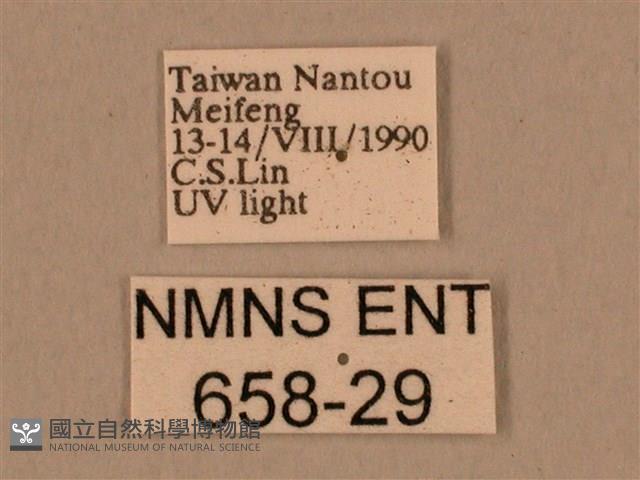 Taiwan Nantou
Meifeng
13-14/VIII/1990
C.S.Lin
UV light
NMNS ENT
658-29
國立自然科學博物館
NATIONAL MUSEUM OF NATURAL SCIENCE